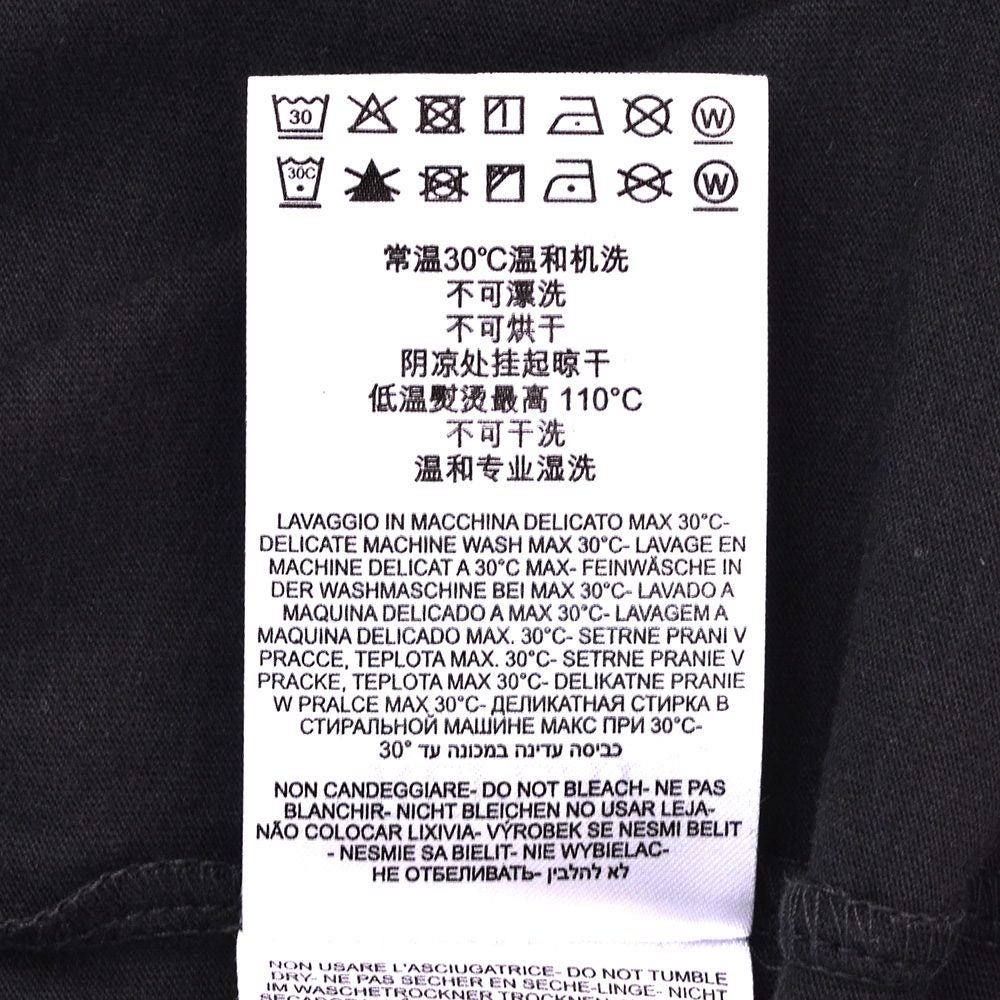 30 W
30C W
常温30°C温和机洗
不可漂洗
不可烘干
阴凉处挂起晾干
低温熨烫最高 110°C
不可干洗
温和专业湿洗
LAVAGGIO IN MACCHINA DELICATO MAX 30°C-
DELICATE MACHINE WASH MAX 30°C- LAVAGE EN
MACHINE DELICAT A 30°C MAX- FEINWÄSCHE IN
DER WASHMASCHINE BEI MAX 30°C- LAVADO A
MAQUINA DELICADO A MAX 30°C- LAVAGEM A
MAQUINA DELICADO MAX. 30°C- SETRNE PRANI V
PRACCE, TEPLOTA MAX. 30°C- SETRNE PRANIE V
PRACKE, TEPLOTA MAX 30°C- DELIKATNE PRANIE
W PRALCE MAX 30°C- ДЕЛИКАТНАЯ СТИРКА В
СТИРАЛЬНОЙ МАШИНЕ МАКС ПРИ 30°C-
כביסה עדינה במכונה עד 30°
NON CANDEGGIARE- DO NOT BLEACH- NE PAS
BLANCHIR- NICHT BLEICHEN NO USAR LEJA-
NÃO COLOCAR LIXIVIA- VÝROBEK SE NESMI BELIT
- NESMIE SA BIELIT- NIE WYBIELAC-
НЕ ОТБЕЛИВАТЬ- לא להלבין
NON USARE L'ASCIUGATRICE- DO NOT TUMBLE
DRY- NE PAS SECHER EN SECHE-LINGE- NICHT
IM WASCHETROCKNER TROCKNEN